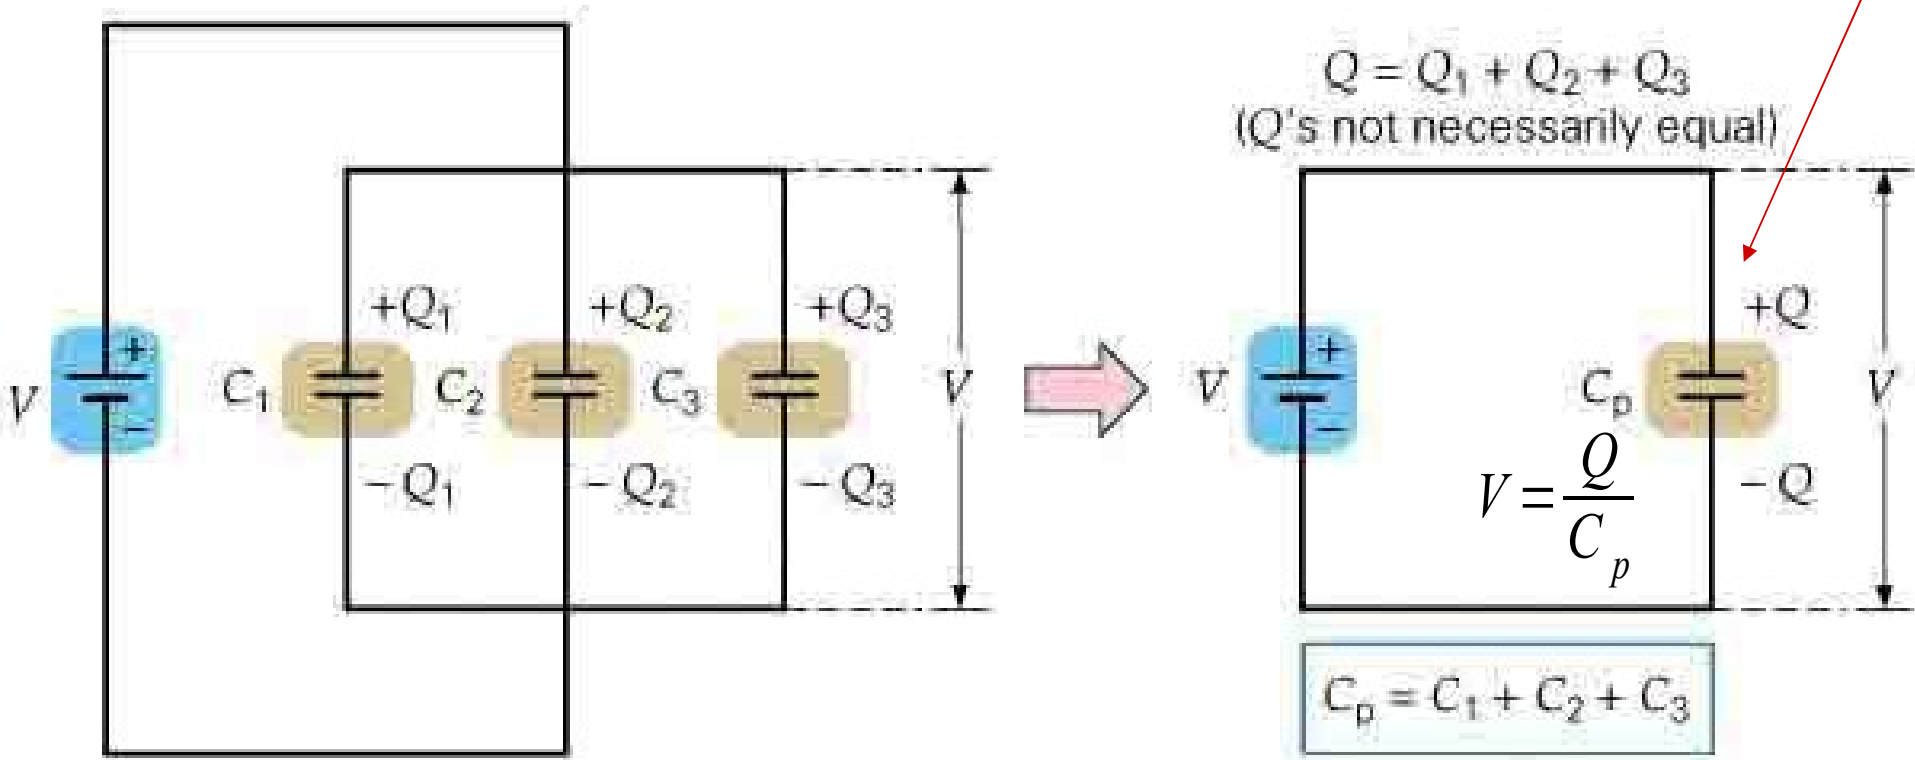 Q = Q₁ + Q₂ + Q₃
(Q's not necessarily equal)
+Q₁
+Q₂
+Q₃
+
V
−
C₁
C₂
C₃
V
−Q₁
−Q₂
−Q₃
+
V
−
Cₚ
+Q
V
−Q
V = Q / Cₚ
Cₚ = C₁ + C₂ + C₃